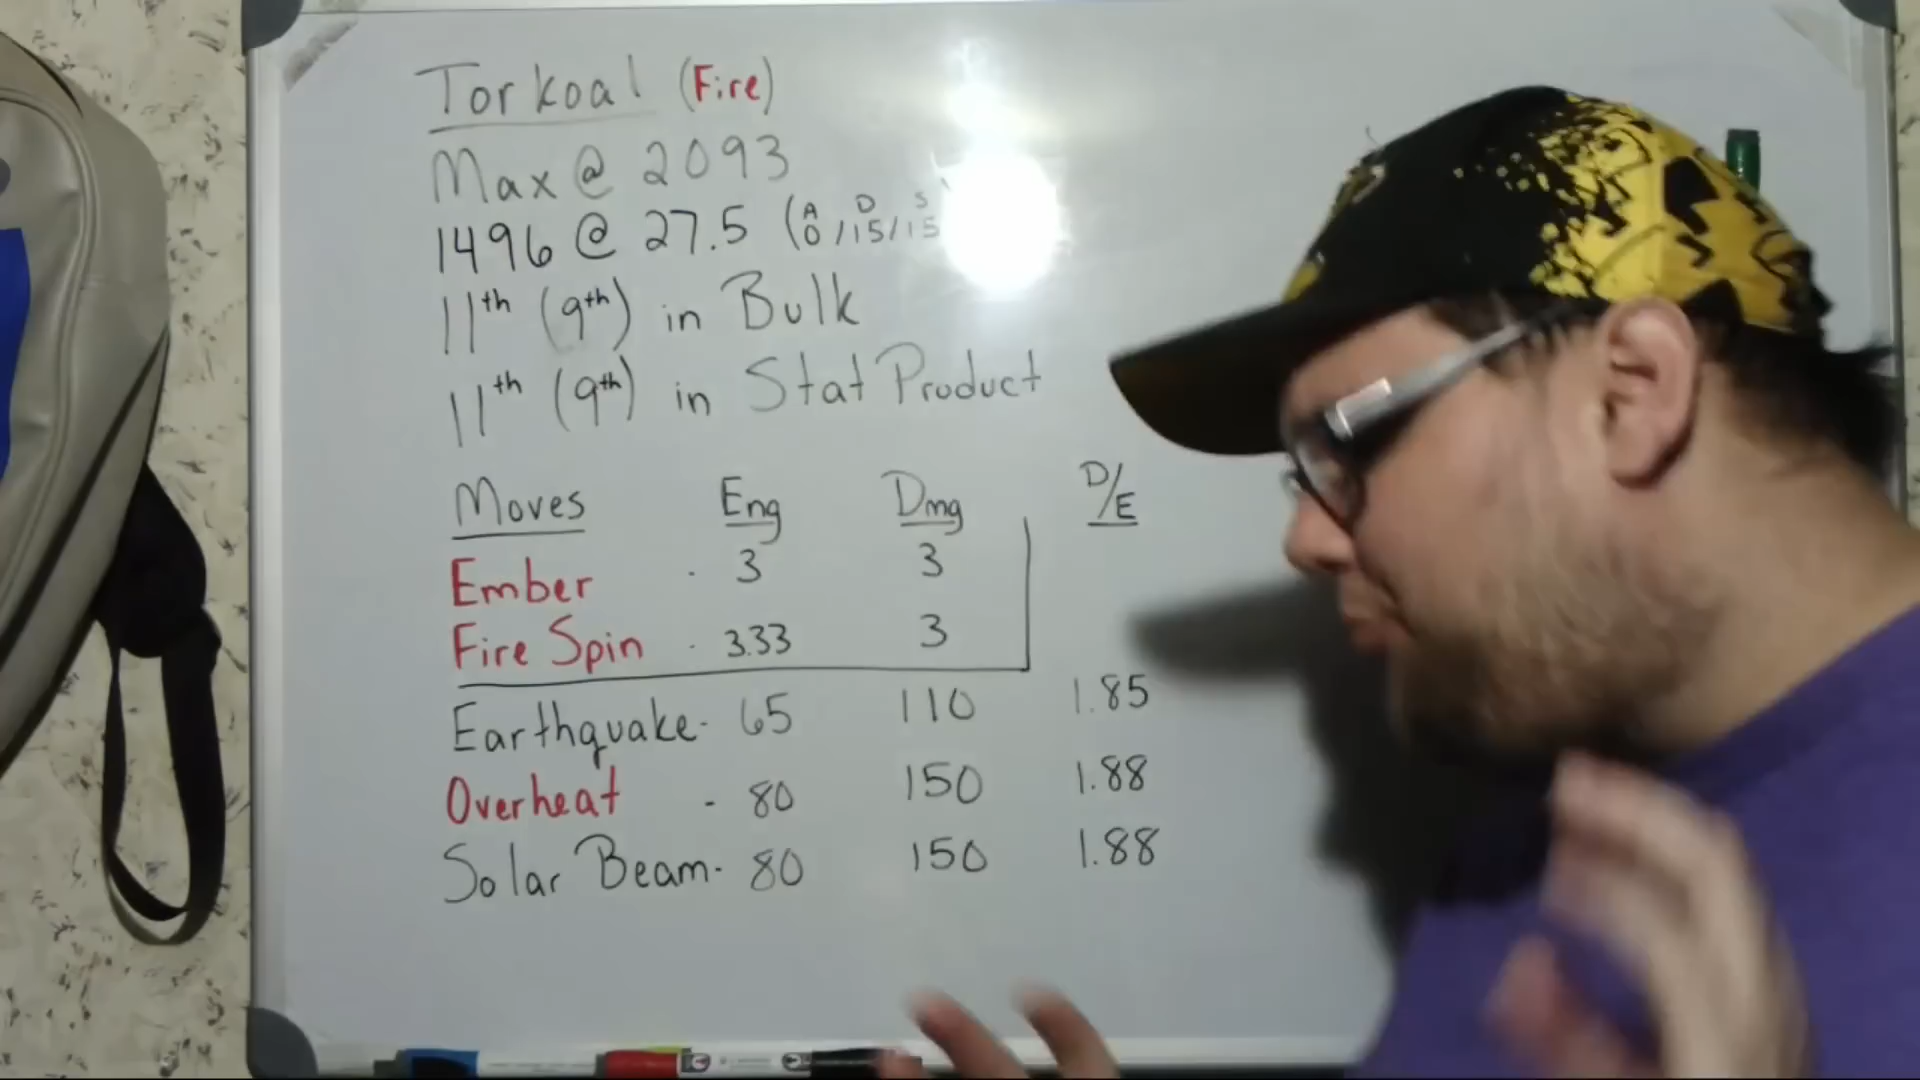 Torkoal (Fire)
Max @ 2093
A D S
1496 @ 27.5 (0/15/15
11th (9th) in Bulk
11th (9th) in Stat Product
Moves Eng Dmg D/E
Ember - 3 3
Fire Spin - 3.33 3
Earthquake - 65 110 1.85
Overheat - 80 150 1.88
Solar Beam - 80 150 1.88